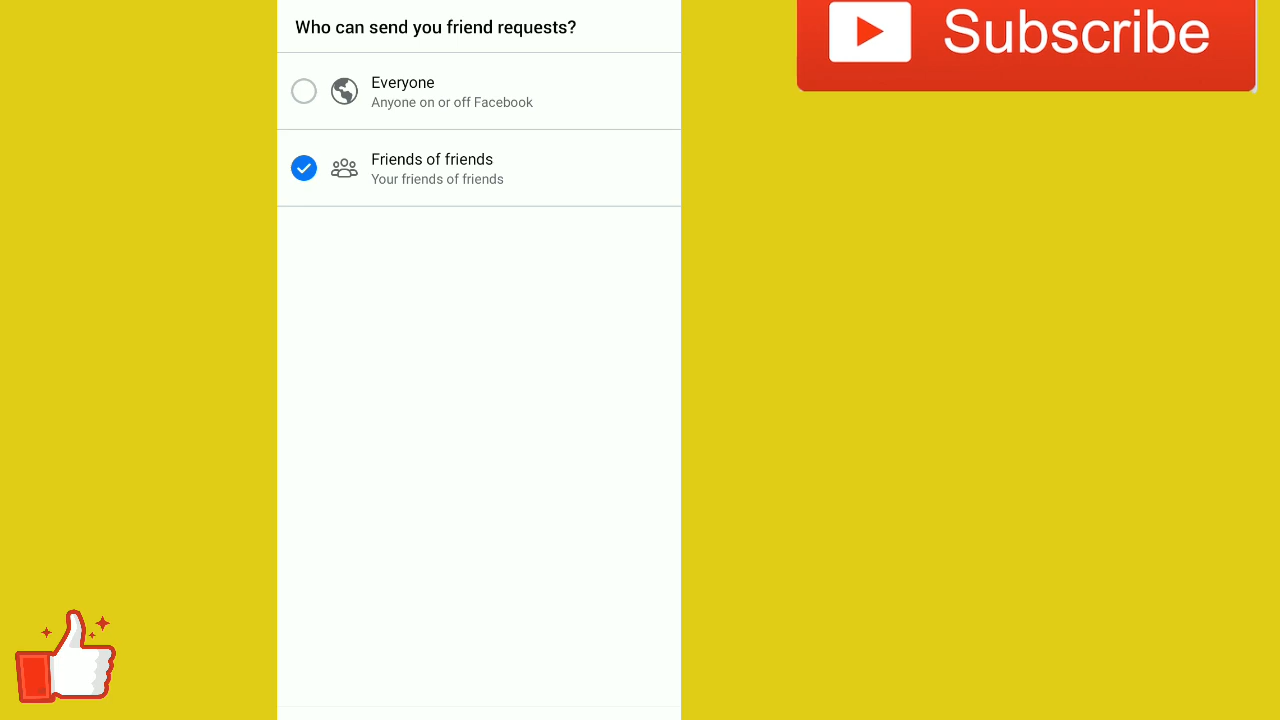 Who can send you friend requests?
Everyone
Anyone on or off Facebook
Friends of friends
Your friends of friends
Subscribe